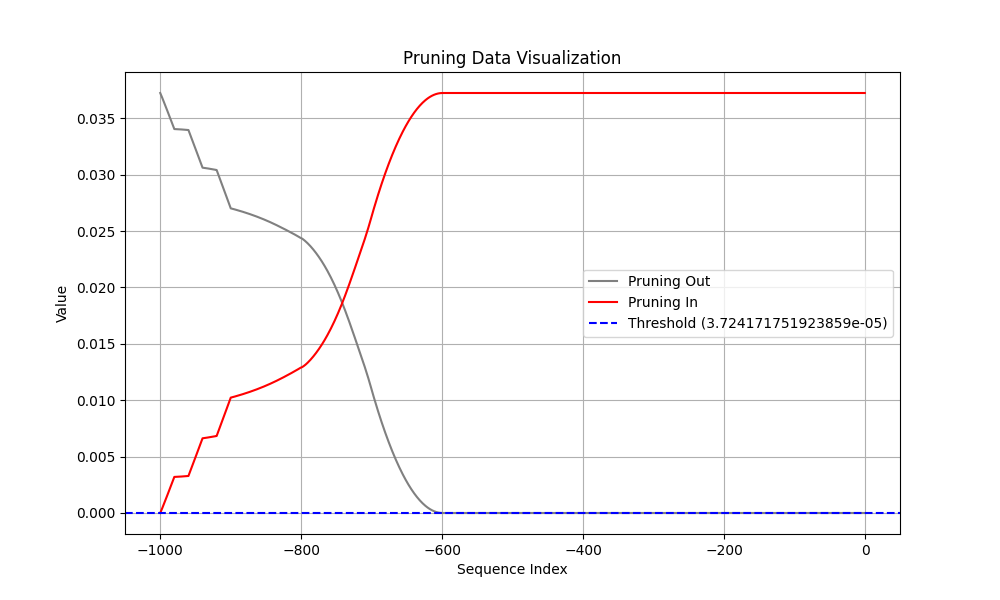 Pruning Data Visualization
Value
0.035
0.030
0.025
0.020
0.015
0.010
0.005
0.000
Pruning Out
Pruning In
Threshold (3.724171751923859e-05)
−1000 −800 −600 −400 −200 0
Sequence Index